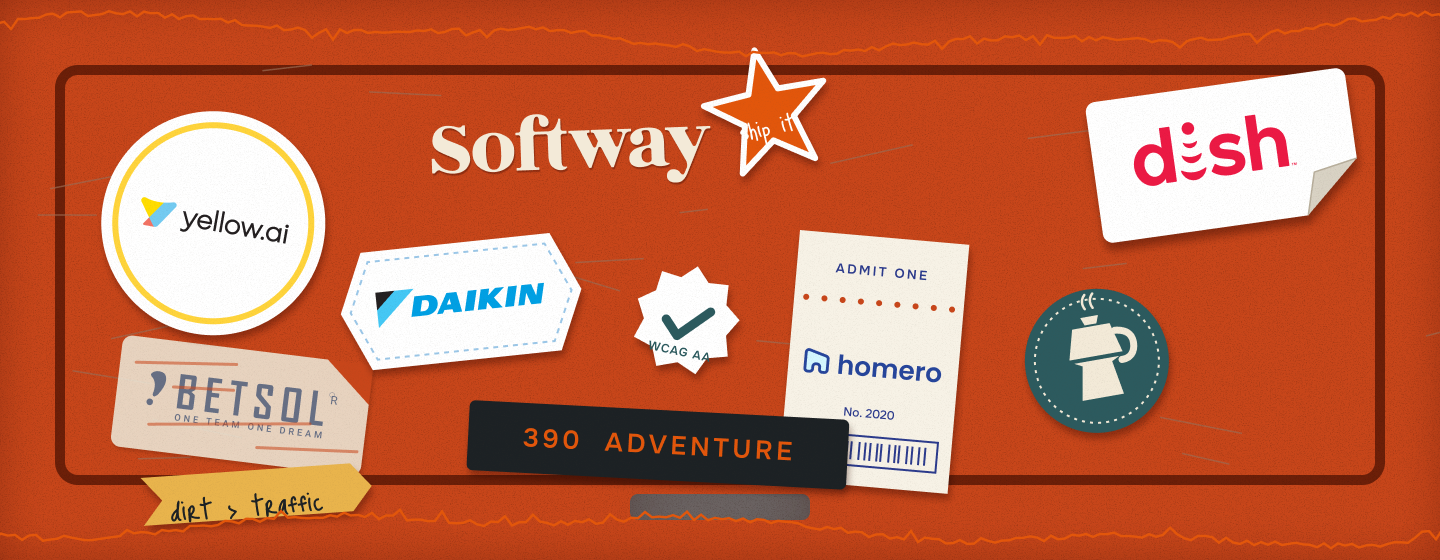 Softway
ship it
dish
™
yellow.ai
DAIKIN
ADMIT ONE
WCAG AA
homero
BETSOL
R
ONE TEAM ONE DREAM
No. 2020
390 ADVENTURE
dirt > traffic